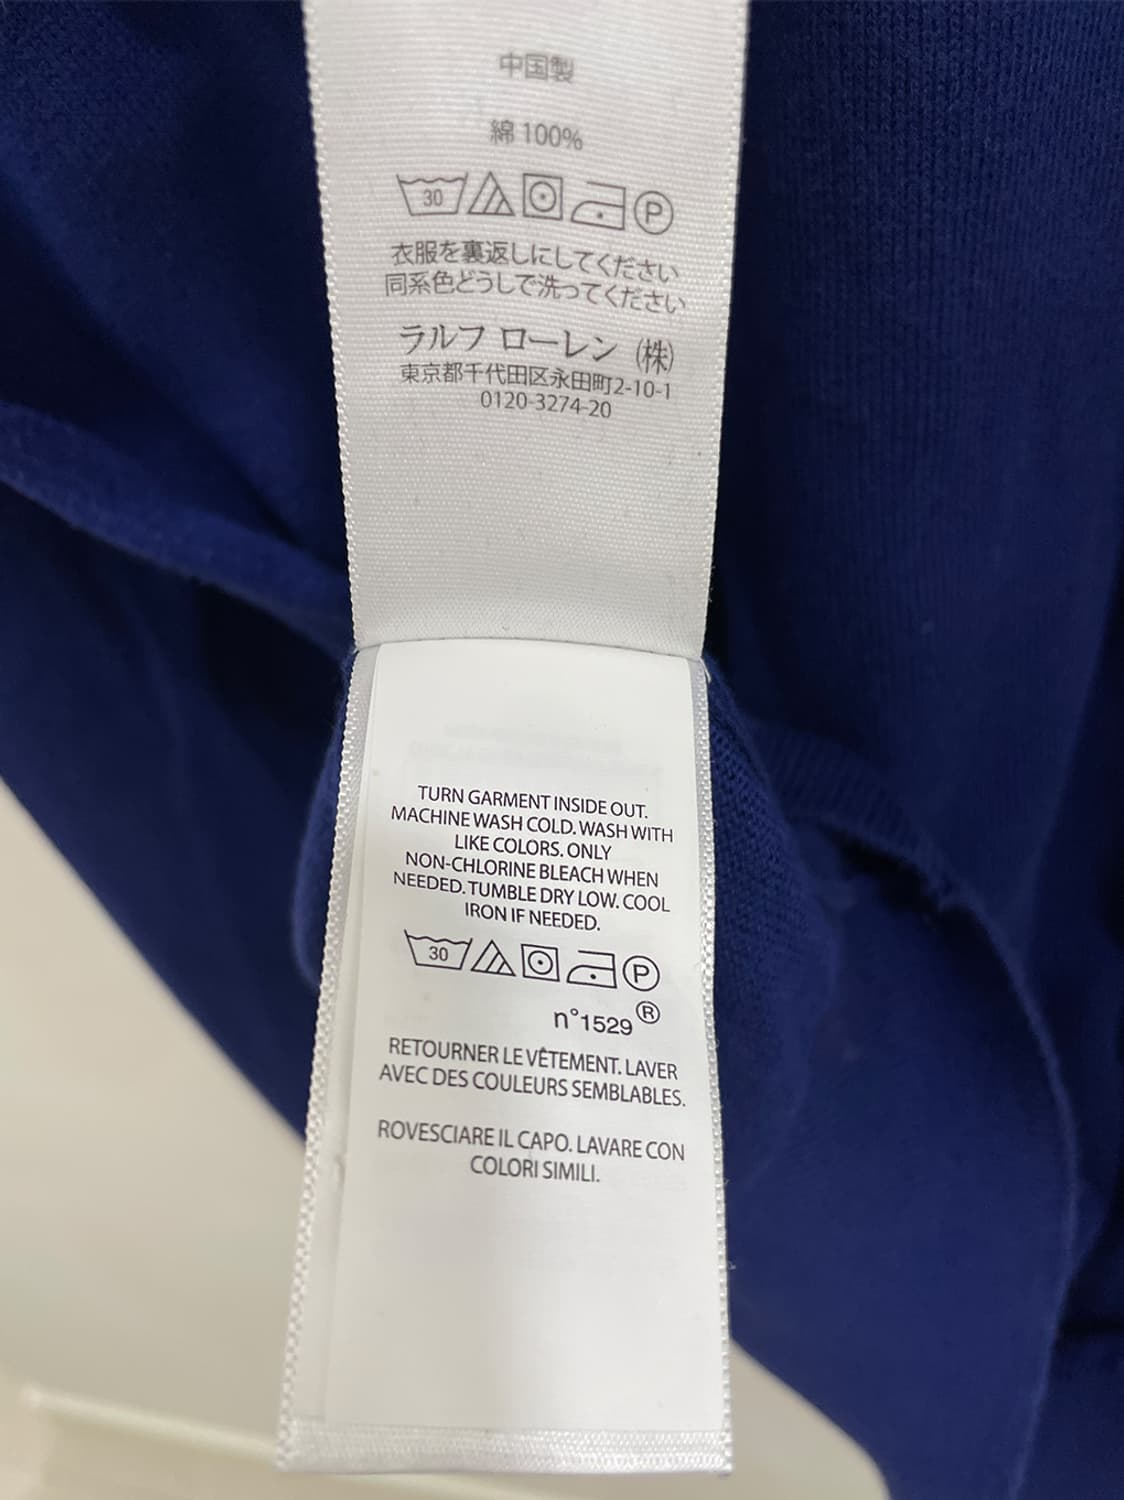 中国製
綿 100%
30
P
衣服を裏返しにしてください
同系色どうしで洗ってください
ラルフ ローレン (株)
東京都千代田区永田町2-10-1
0120-3274-20
TURN GARMENT INSIDE OUT.
MACHINE WASH COLD. WASH WITH
LIKE COLORS. ONLY
NON-CHLORINE BLEACH WHEN
NEEDED. TUMBLE DRY LOW. COOL
IRON IF NEEDED.
30
P
n°1529 ®
RETOURNER LE VÊTEMENT. LAVER
AVEC DES COULEURS SEMBLABLES.
ROVESCIARE IL CAPO. LAVARE CON
COLORI SIMILI.